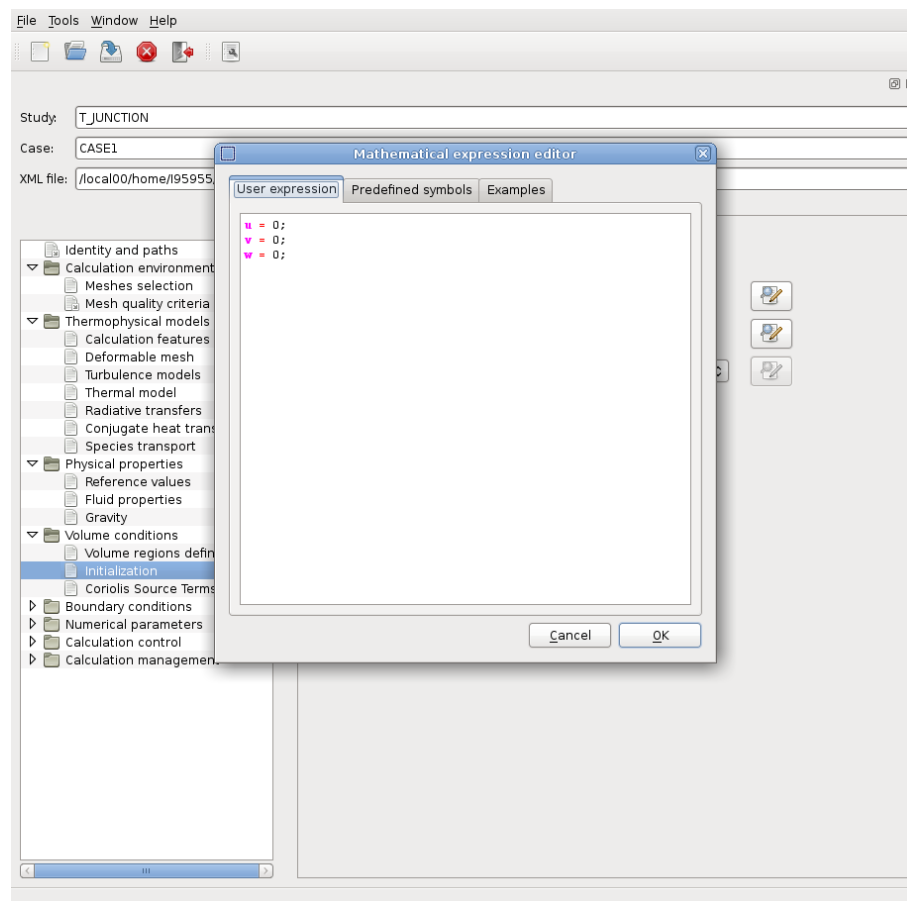 File Tools Window Help
Study: T_JUNCTION
Case: CASE1
XML file: /local00/home/I95955/
Mathematical expression editor
User expression Predefined symbols Examples
u = 0;
v = 0;
w = 0;
Cancel OK
Identity and paths
Calculation environment
Meshes selection
Mesh quality criteria
Thermophysical models
Calculation features
Deformable mesh
Turbulence models
Thermal model
Radiative transfers
Conjugate heat trans
Species transport
Physical properties
Reference values
Fluid properties
Gravity
Volume conditions
Volume regions defin
Initialization
Coriolis Source Terms
Boundary conditions
Numerical parameters
Calculation control
Calculation managemen